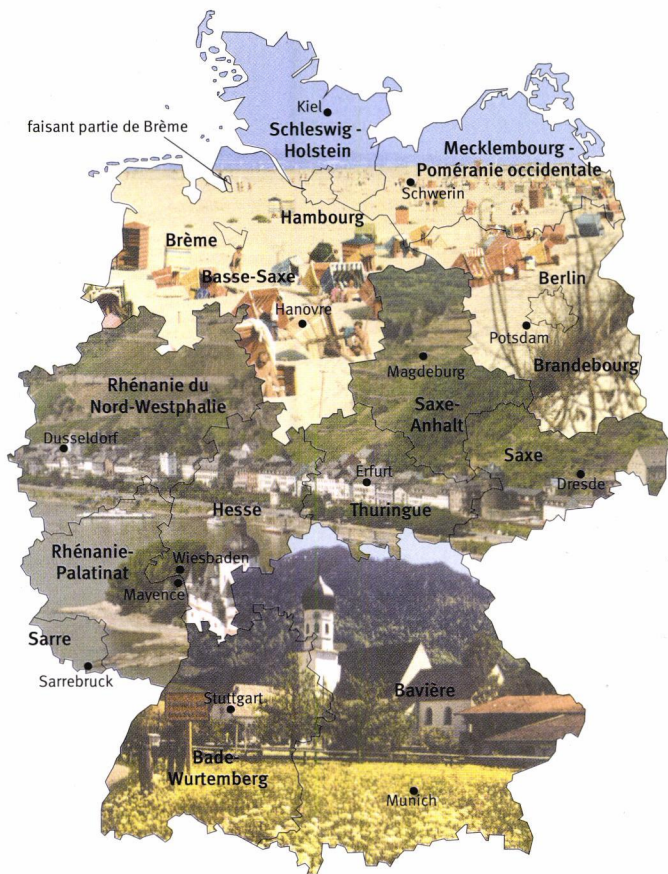 Kiel
Schleswig -
Holstein
faisant partie de Brème
Mecklembourg -
Poméranie occidentale
Schwerin
Hambourg
Brème
Basse-Saxe
Berlin
Hanovre
Potsdam
Magdeburg
Brandebourg
Rhénanie du
Nord-Westphalie
Saxe-
Anhalt
Dusseldorf
Saxe
Erfurt
Dresde
Hesse
Thuringue
Rhénanie-
Palatinat
Wiesbaden
Mayence
Sarre
Sarrebruck
Bavière
Stuttgart
Bade-
Wurtemberg
Munich